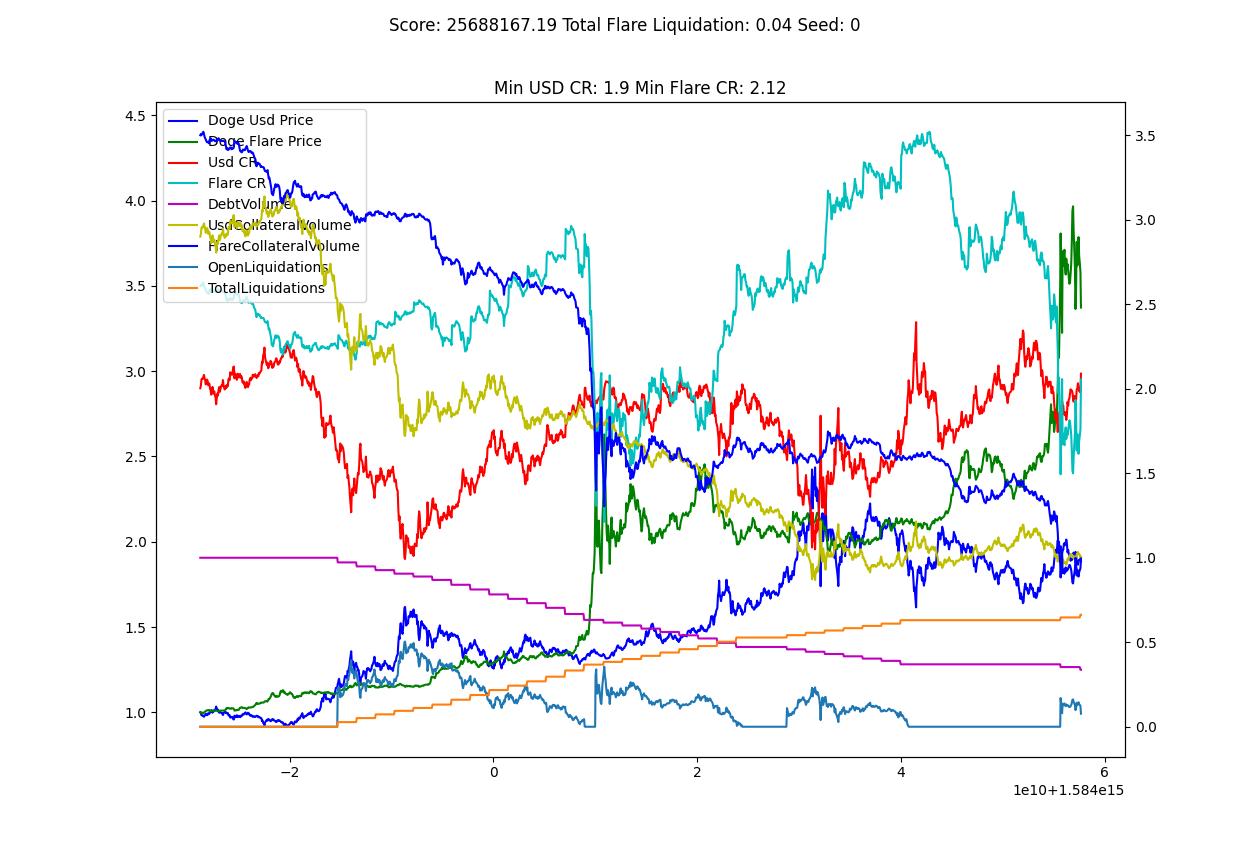 Score: 25688167.19 Total Flare Liquidation: 0.04 Seed: 0
Min USD CR: 1.9 Min Flare CR: 2.12
4.5
4.0
3.5
3.0
2.5
2.0
1.5
1.0
Doge Usd Price
Doge Flare Price
Usd CR
Flare CR
DebtVolume
UsdCollateralVolume
FlareCollateralVolume
OpenLiquidations
TotalLiquidations
3.5
3.0
2.5
2.0
1.5
1.0
0.5
0.0
−2 0 2 4 6
1e10+1.584e15